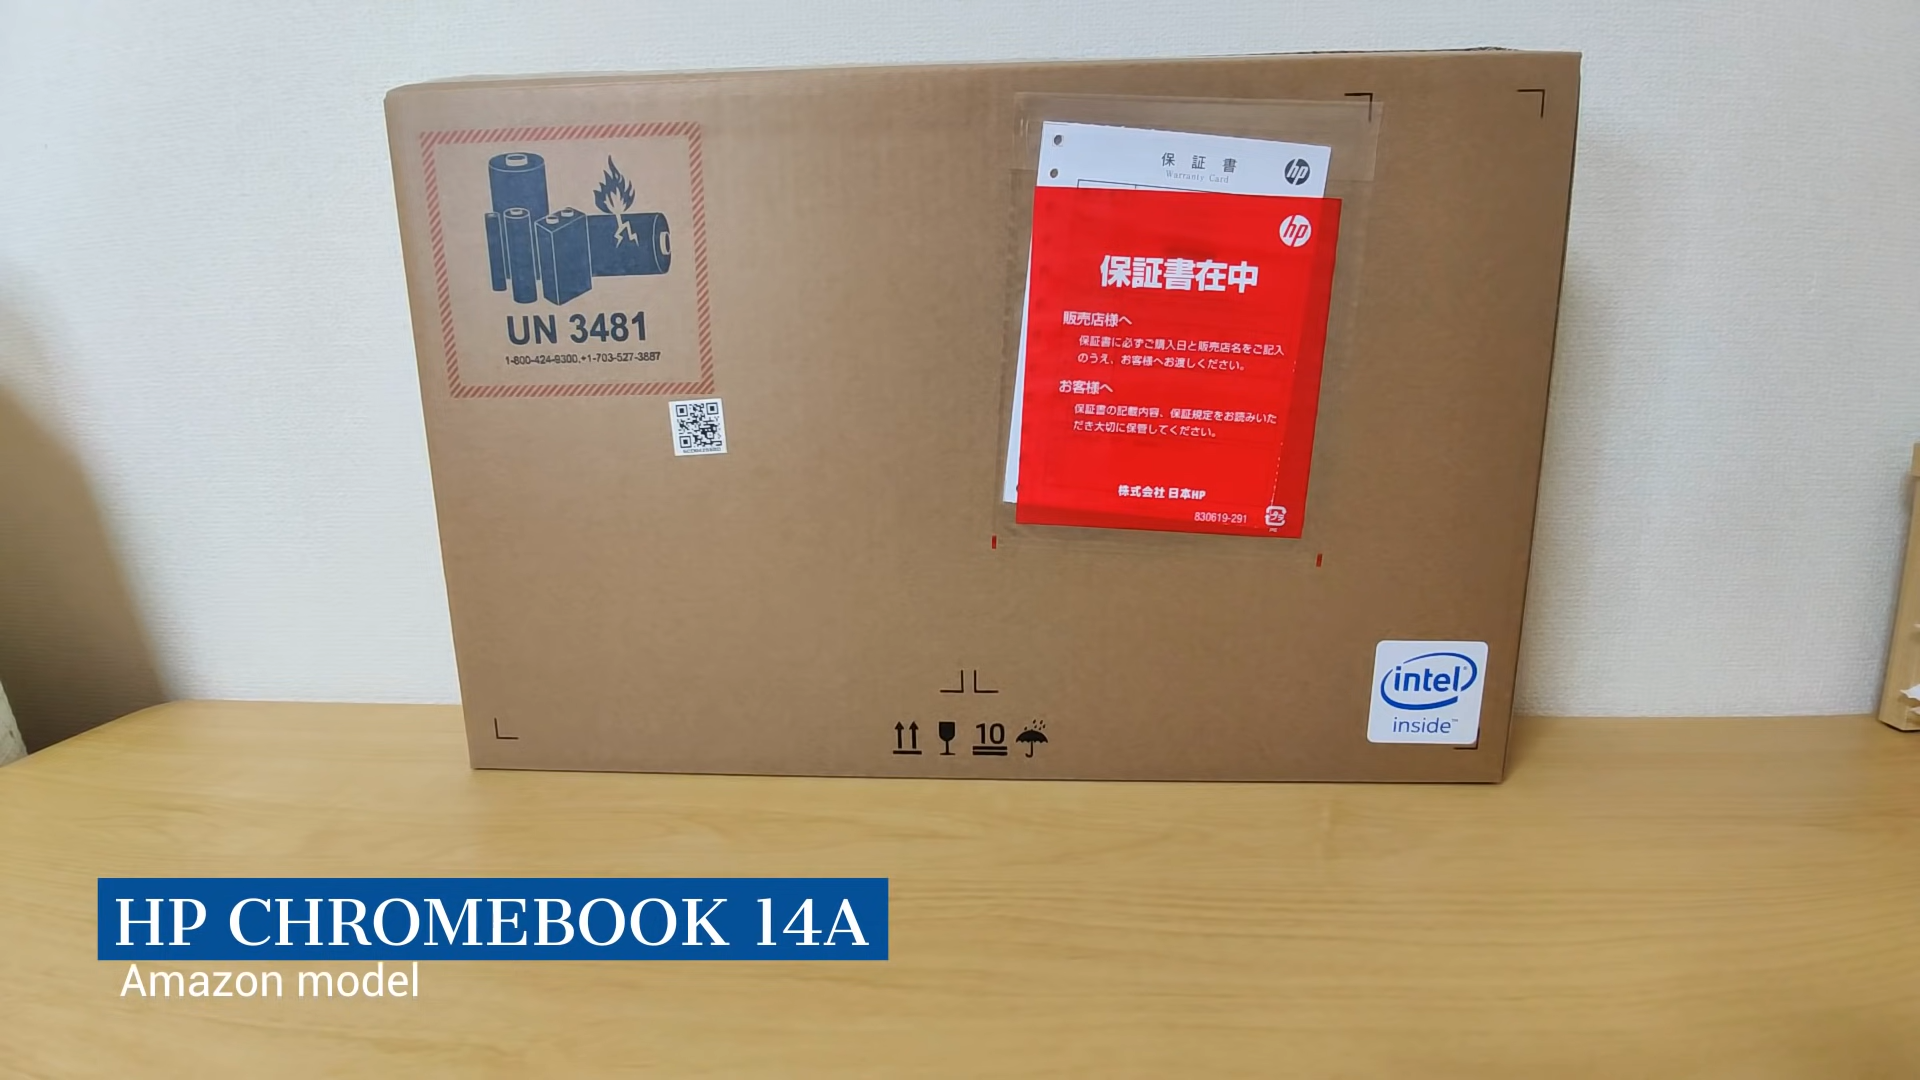 UN 3481
1-800-424-9300,+1-703-527-3887
保証書
Warranty Card
hp
hp
保証書在中
販売店様へ
保証書に必ずご購入日と販売店名をご記入
のうえ、お客様へお渡しください。
お客様へ
保証書の記載内容、保証規定をお読みいた
だき大切に保管してください。
株式会社 日本HP
830619-291
プラ
intel
inside™
10
HP CHROMEBOOK 14A
Amazon model